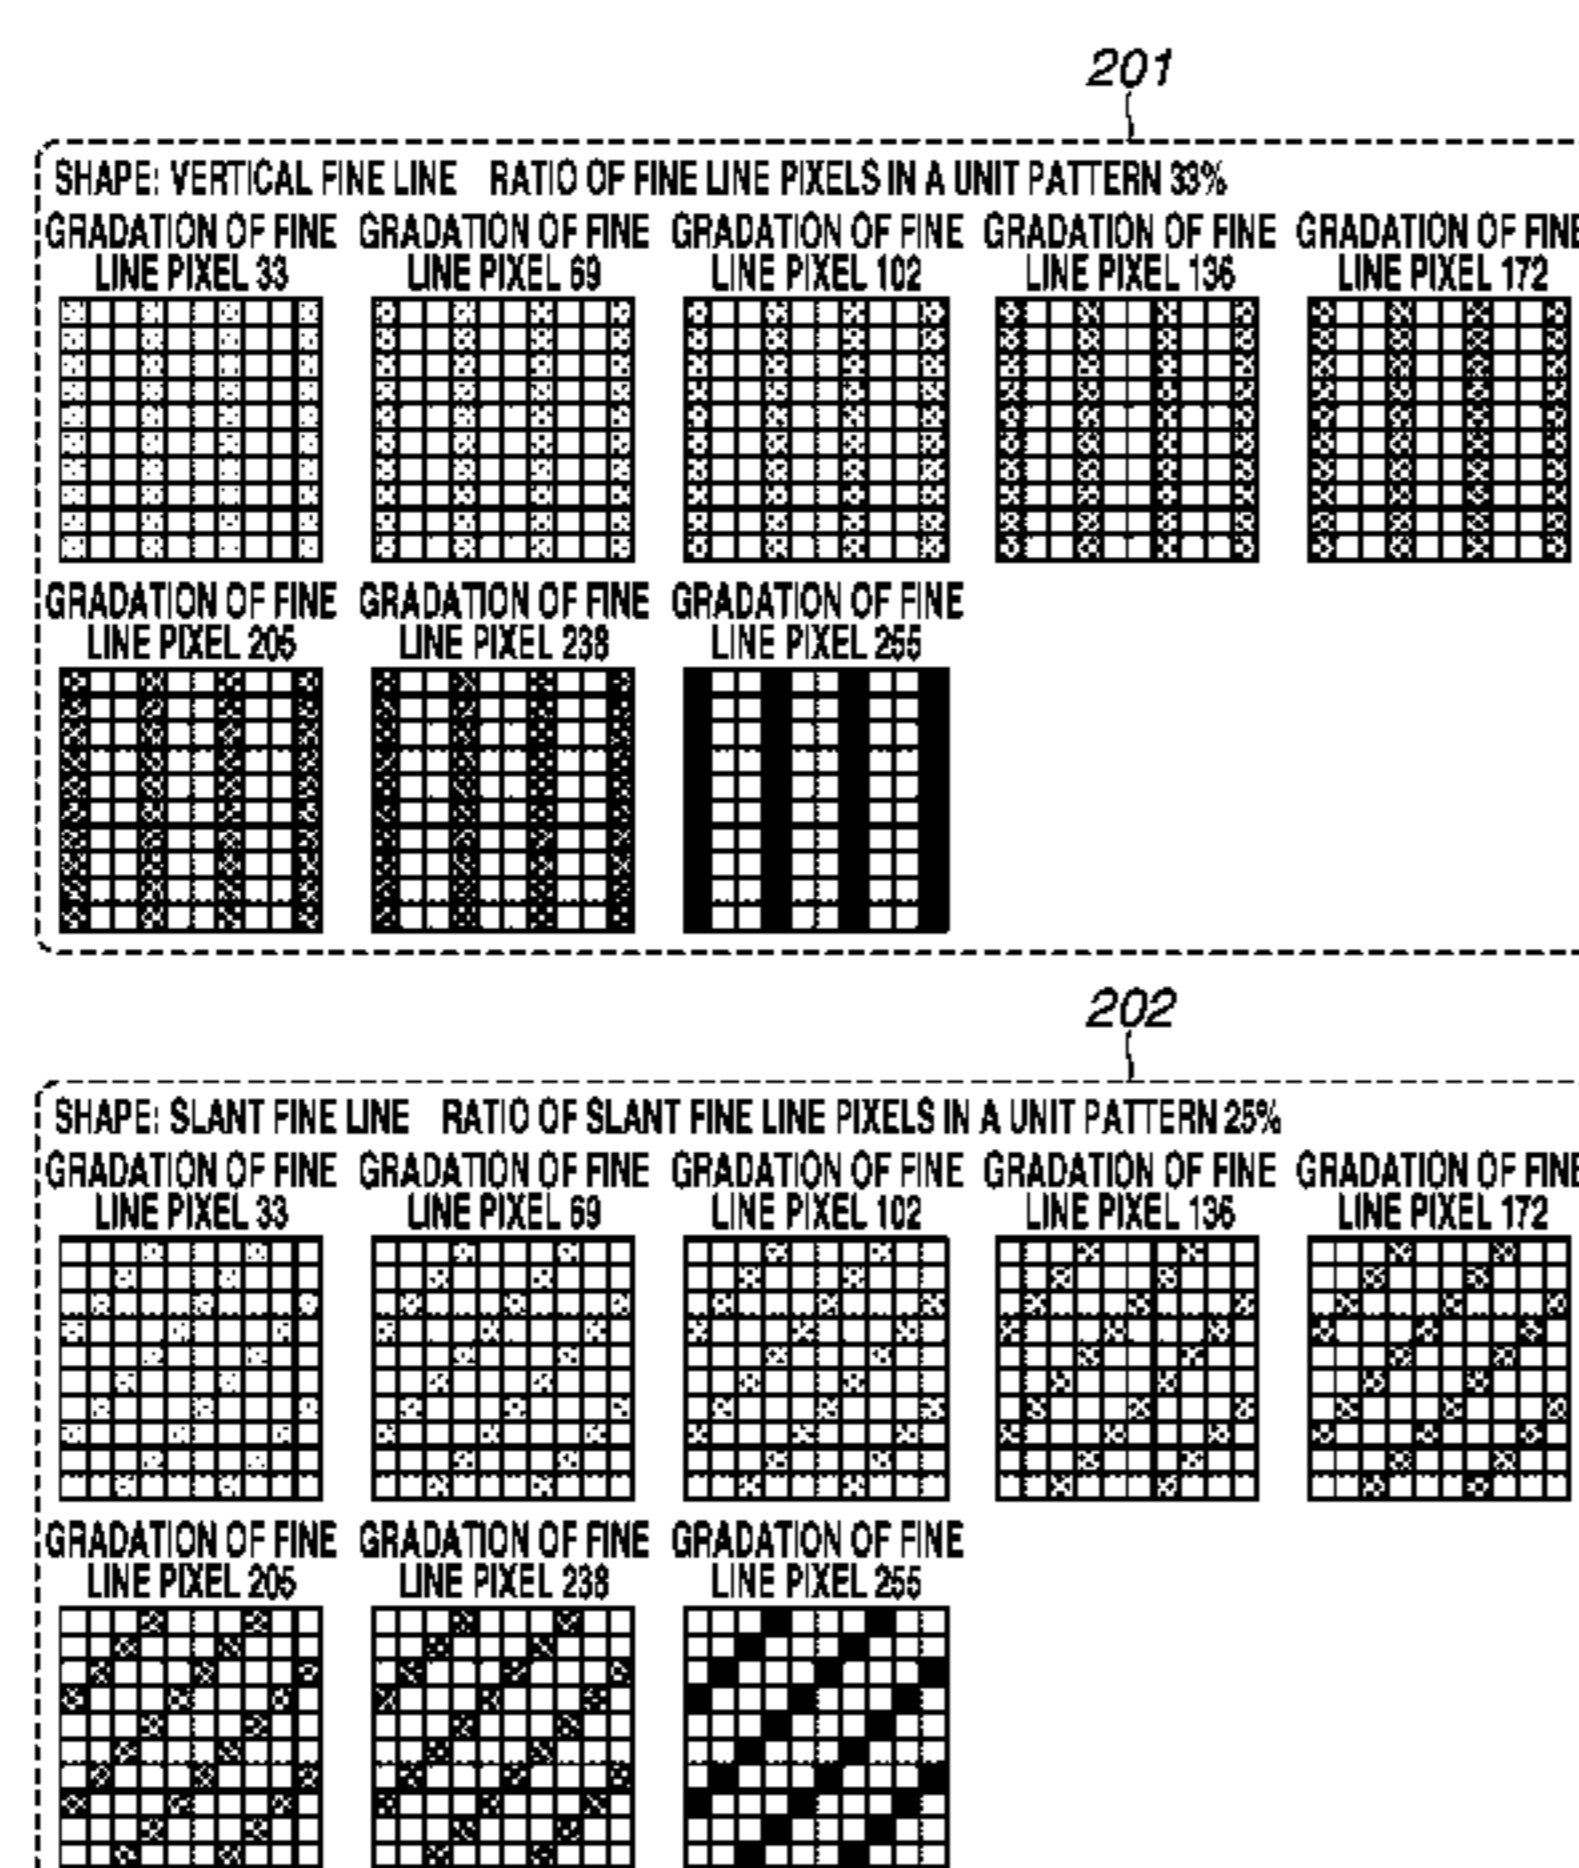 201
SHAPE: VERTICAL FINE LINE RATIO OF FINE LINE PIXELS IN A UNIT PATTERN 33%
GRADATION OF FINE LINE PIXEL 33
GRADATION OF FINE LINE PIXEL 69
GRADATION OF FINE LINE PIXEL 102
GRADATION OF FINE LINE PIXEL 136
GRADATION OF FINE LINE PIXEL 172
GRADATION OF FINE LINE PIXEL 205
GRADATION OF FINE LINE PIXEL 238
GRADATION OF FINE LINE PIXEL 255
202
SHAPE: SLANT FINE LINE RATIO OF SLANT FINE LINE PIXELS IN A UNIT PATTERN 25%
GRADATION OF FINE LINE PIXEL 33
GRADATION OF FINE LINE PIXEL 69
GRADATION OF FINE LINE PIXEL 102
GRADATION OF FINE LINE PIXEL 136
GRADATION OF FINE LINE PIXEL 172
GRADATION OF FINE LINE PIXEL 205
GRADATION OF FINE LINE PIXEL 238
GRADATION OF FINE LINE PIXEL 255